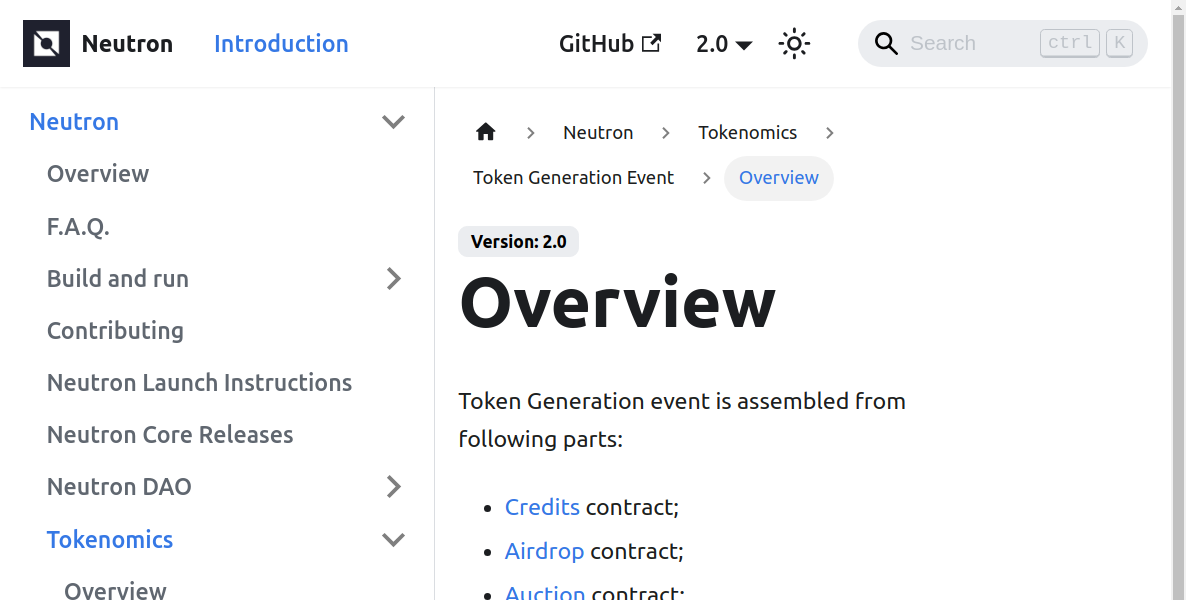 Neutron Introduction GitHub 2.0 Search ctrl K
Neutron
Overview
F.A.Q.
Build and run
Contributing
Neutron Launch Instructions
Neutron Core Releases
Neutron DAO
Tokenomics
Overview
Neutron Tokenomics
Token Generation Event Overview
Version: 2.0
Overview
Token Generation event is assembled from
following parts:
Credits contract;
Airdrop contract;
Auction contract;